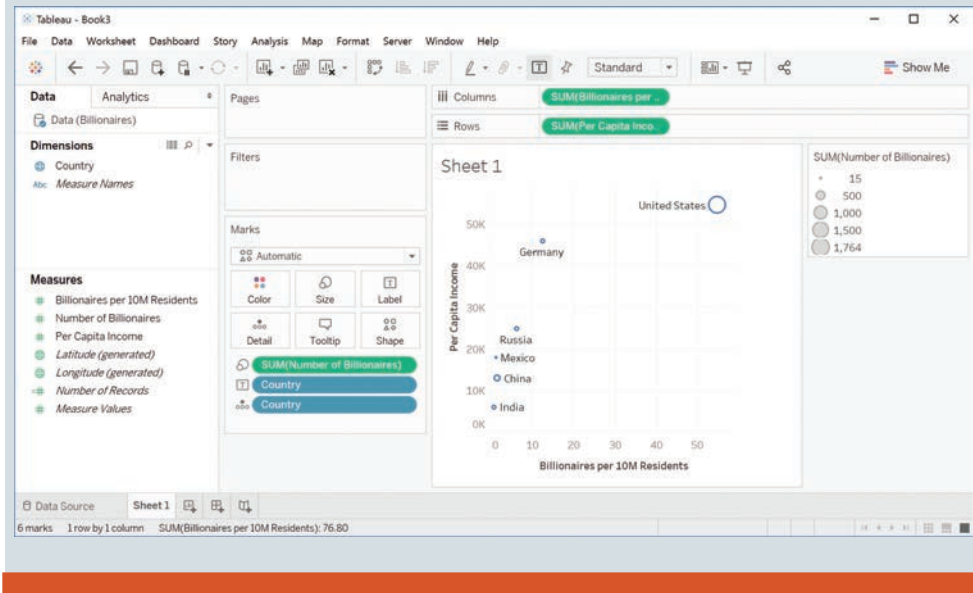 Tableau - Book3
File Data Worksheet Dashboard Story Analysis Map Format Server Window Help
Standard
Show Me
Data Analytics
Data (Billionaires)
Dimensions
Country
Abc Measure Names
Measures
Billionaires per 10M Residents
Number of Billionaires
Per Capita Income
Latitude (generated)
Longitude (generated)
Number of Records
Measure Values
Pages
Filters
Marks
Automatic
Color Size Label
Detail Tooltip Shape
SUM(Number of Billionaires)
Country
Country
Columns SUM(Billionaires per ..
Rows SUM(Per Capita Inco..
Sheet 1
Per Capita Income
50K
40K
30K
20K
10K
0K
United States
Germany
Russia
Mexico
China
India
0 10 20 30 40 50
Billionaires per 10M Residents
SUM(Number of Billionaires)
15
500
1,000
1,500
1,764
Data Source Sheet 1
6 marks 1 row by 1 column SUM(Billionaires per 10M Residents): 76.80